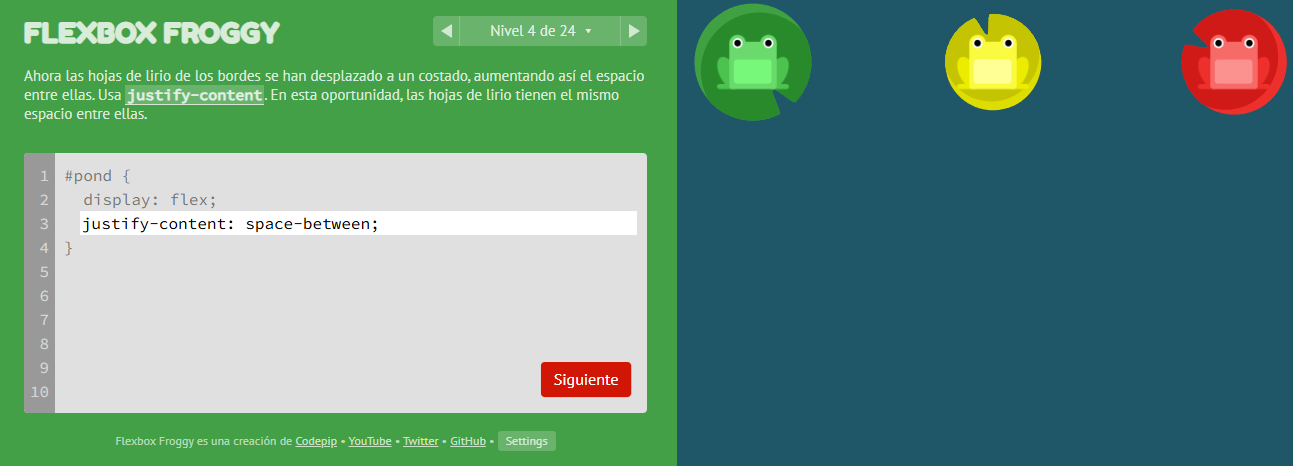 FLEXBOX FROGGY
Nivel 4 de 24
Ahora las hojas de lirio de los bordes se han desplazado a un costado, aumentando así el espacio
entre ellas. Usa justify-content. En esta oportunidad, las hojas de lirio tienen el mismo
espacio entre ellas.
1 #pond {
2 display: flex;
3 justify-content: space-between;
4 }
5
6
7
8
9
10
Siguiente
Flexbox Froggy es una creación de Codepip • YouTube • Twitter • GitHub • Settings